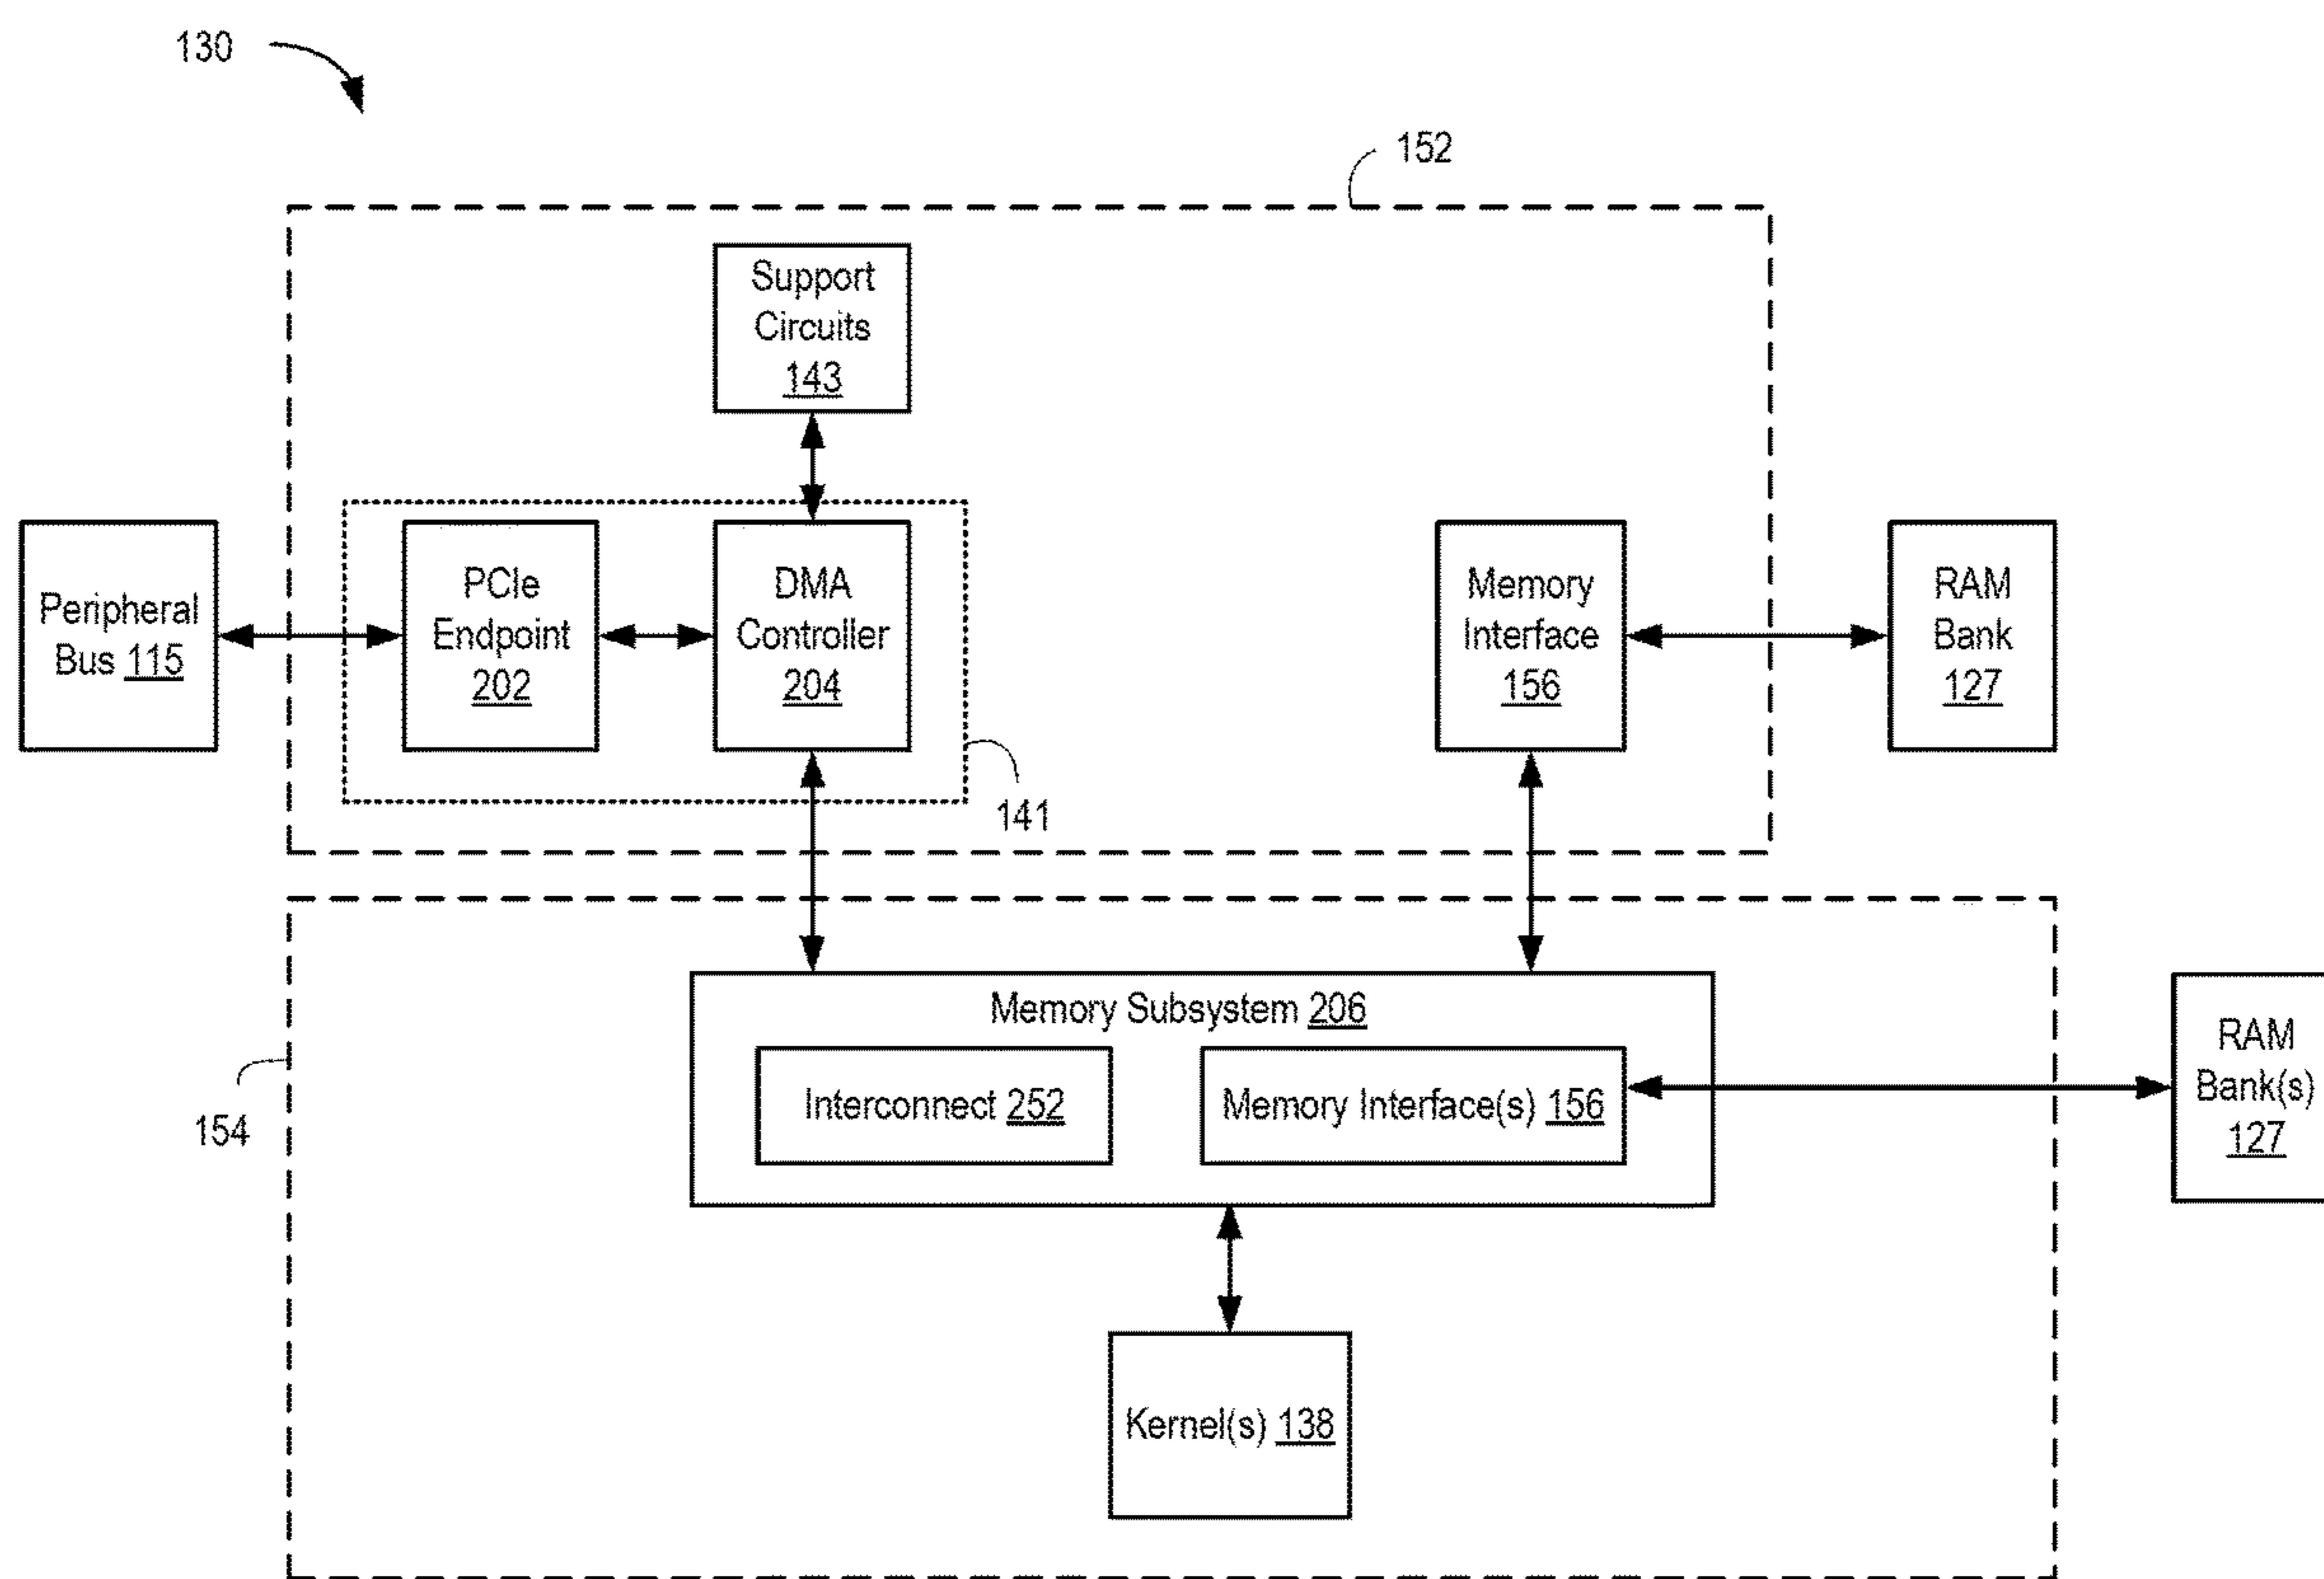 130
152
Support
Circuits
143
Peripheral
Bus 115
PCIe
Endpoint
202
DMA
Controller
204
Memory
Interface
156
RAM
Bank
127
141
Memory Subsystem 206
Interconnect 252
Memory Interface(s) 156
RAM
Bank(s)
127
154
Kernel(s) 138